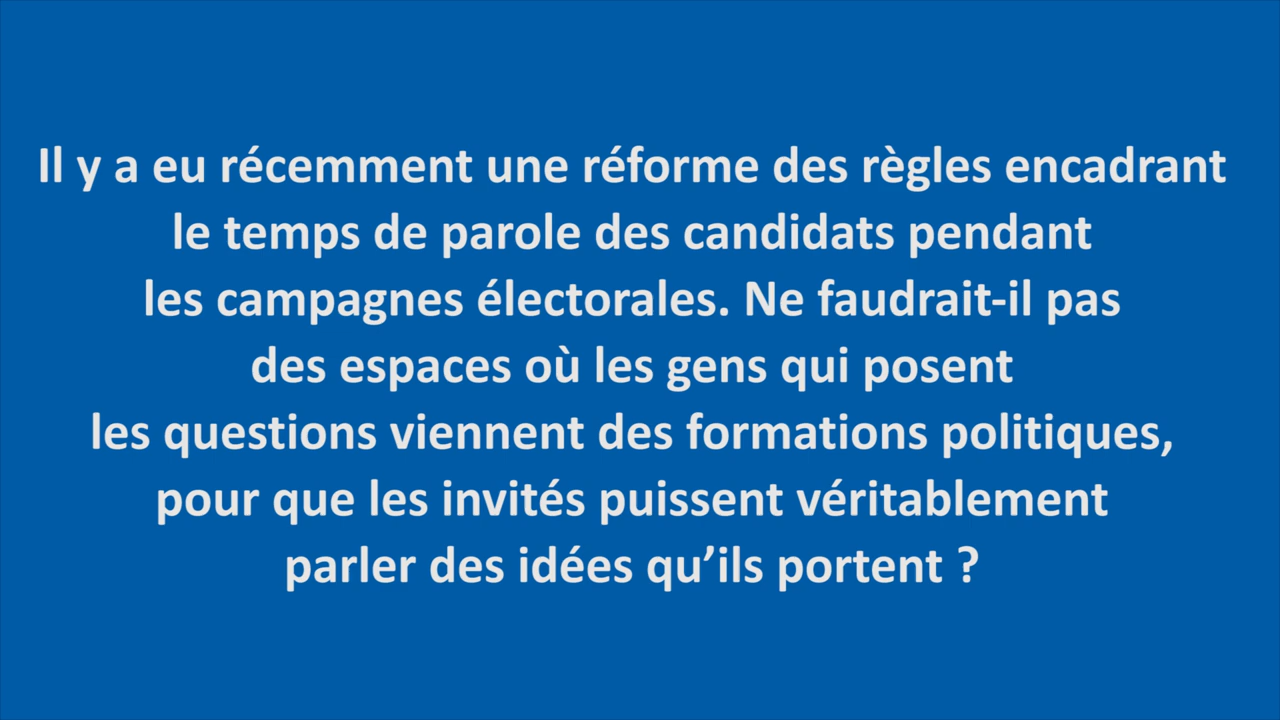 Il y a eu récemment une réforme des règles encadrant
le temps de parole des candidats pendant
les campagnes électorales. Ne faudrait-il pas
des espaces où les gens qui posent
les questions viennent des formations politiques,
pour que les invités puissent véritablement
parler des idées qu’ils portent ?